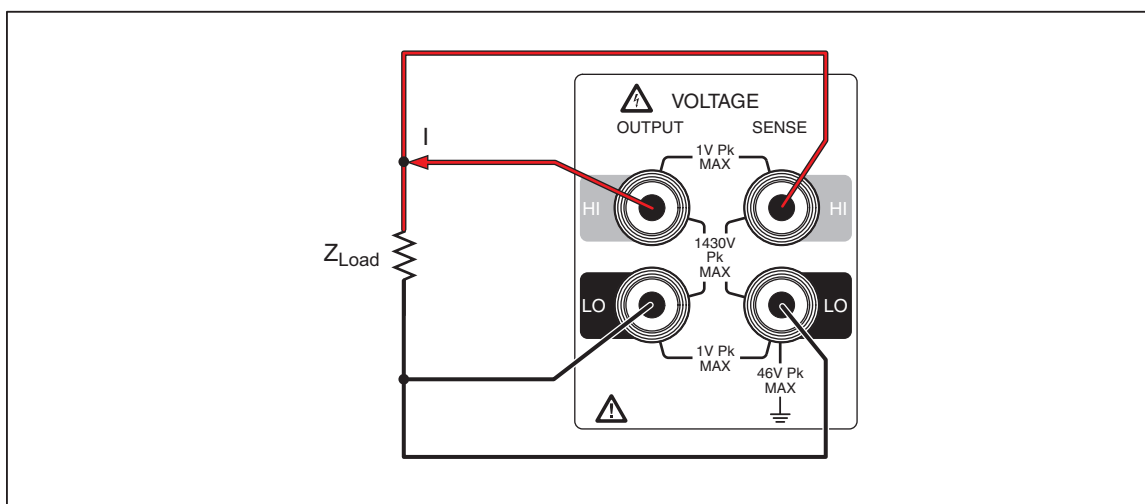 VOLTAGE
OUTPUT
SENSE
I
1V Pk
MAX
HI
HI
ZLoad
1430V
Pk
MAX
LO
LO
1V Pk
MAX
46V Pk
MAX